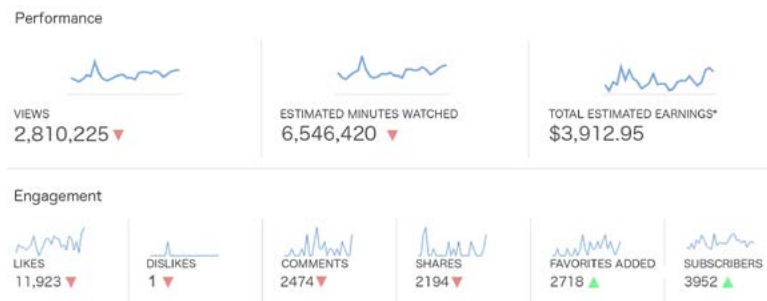 Performance
VIEWS
2,810,225
ESTIMATED MINUTES WATCHED
6,546,420
TOTAL ESTIMATED EARNINGS*
$3,912.95
Engagement
LIKES
11,923
DISLIKES
1
COMMENTS
2474
SHARES
2194
FAVORITES ADDED
2718
SUBSCRIBERS
3952